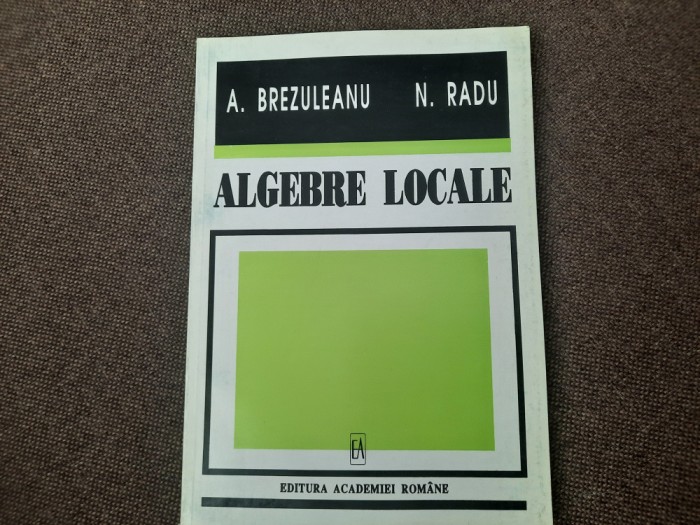 A. BREZULEANU N. RADU
ALGEBRE LOCALE
EA
EDITURA ACADEMIEI ROMÂNE